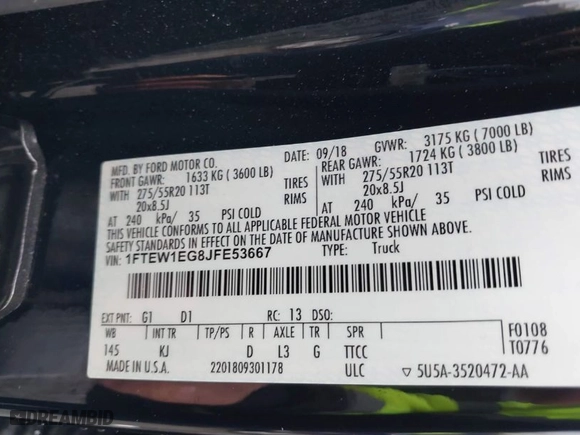 MFD. BY FORD MOTOR CO.
DATE: 09/18
GVWR: 3175 KG ( 7000 LB)
FRONT GAWR: 1633 KG ( 3600 LB)
REAR GAWR: 1724 KG ( 3800 LB)
WITH 275/55R20 113T TIRES
WITH 275/55R20 113T TIRES
20x8.5J RIMS
20x8.5J RIMS
AT 240 kPa/ 35 PSI COLD
AT 240 kPa/ 35 PSI COLD
THIS VEHICLE CONFORMS TO ALL APPLICABLE FEDERAL MOTOR VEHICLE
SAFETY STANDARDS IN EFFECT ON THE DATE OF MANUFACTURE SHOWN ABOVE.
VIN: 1FTEW1EG8JFE53667
TYPE: Truck
EXT PNT: G1 D1 RC: 13 DSO:
WB INT TR TP/PS R AXLE TR SPR
145 KJ D L3 G TTCC
F0108
T0776
MADE IN U.S.A. 2201809301178 ULC
▽ 5U5A-3520472-AA
DREAMBID